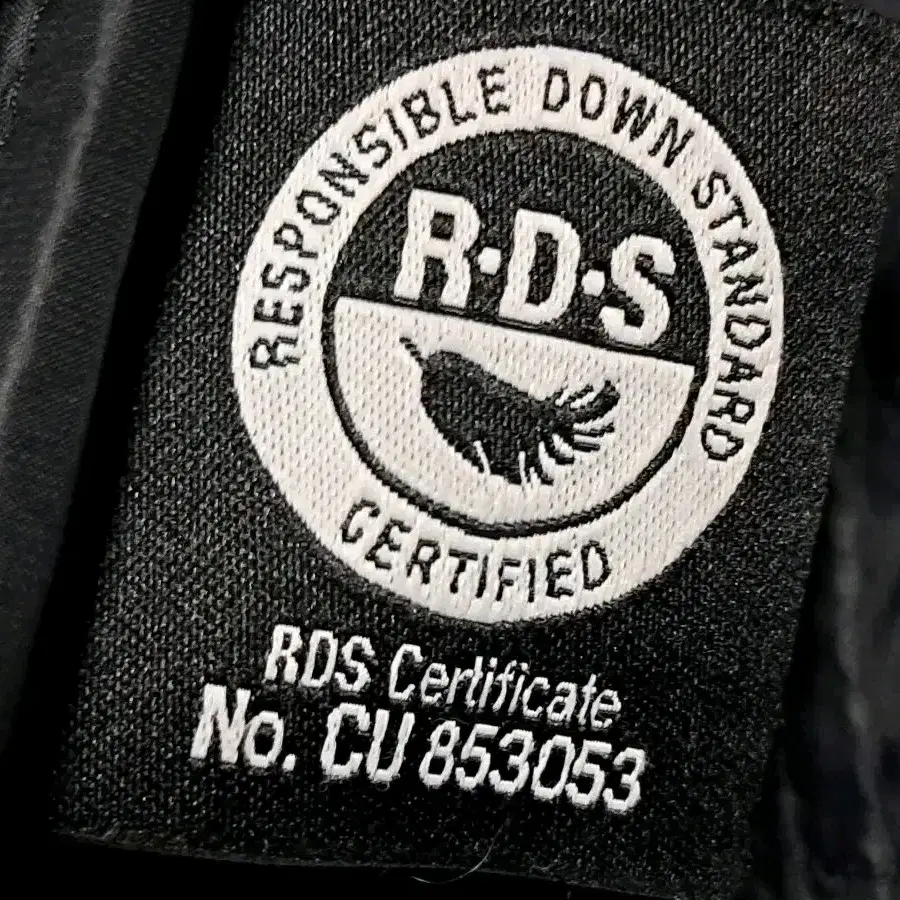 RESPONSIBLE DOWN STANDARD
R·D·S
CERTIFIED
RDS Certificate
No. CU 853053